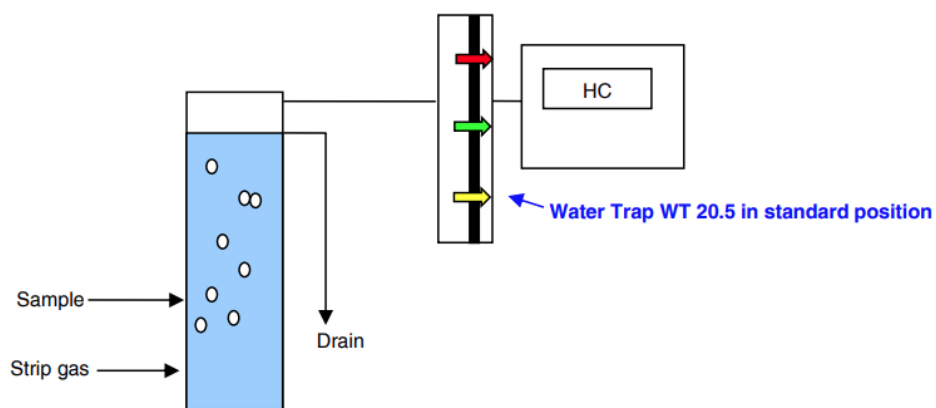 HC
Water Trap WT 20.5 in standard position
Sample
Drain
Strip gas